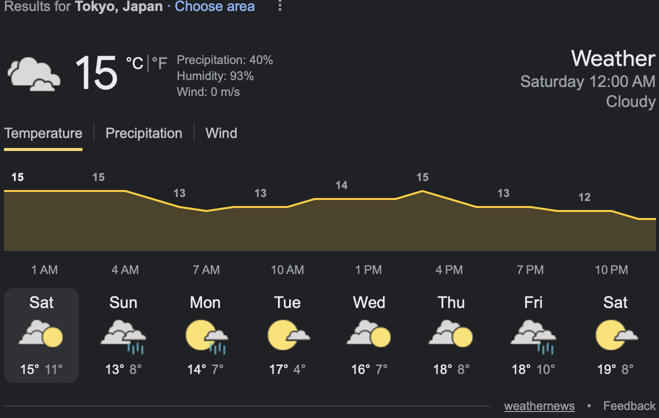 Results for Tokyo, Japan · Choose area
15 °C | °F
Precipitation: 40%
Humidity: 93%
Wind: 0 m/s
Weather
Saturday 12:00 AM
Cloudy
Temperature | Precipitation | Wind
15 15 13 13 14 15 13 12
1 AM 4 AM 7 AM 10 AM 1 PM 4 PM 7 PM 10 PM
Sat Sun Mon Tue Wed Thu Fri Sat
15° 11° 13° 8° 14° 7° 17° 4° 16° 7° 18° 8° 18° 10° 19° 8°
weathernews • Feedback